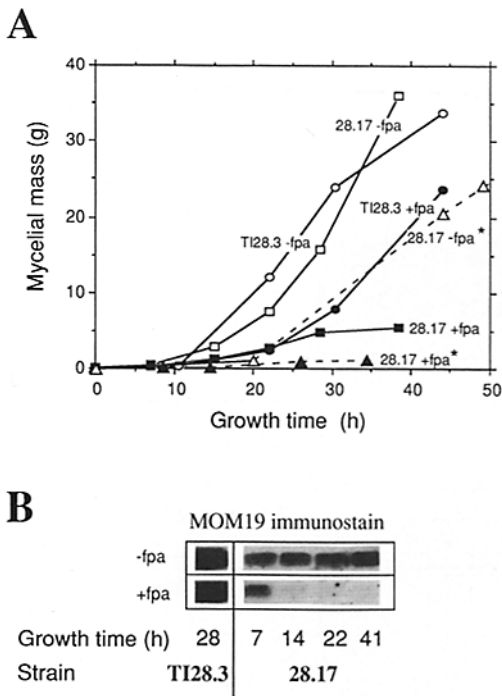 A
40
30
20
10
0
Mycelial mass (g)
28.17 -fpa
TI28.3 -fpa
TI28.3 +fpa
28.17 -fpa*
28.17 +fpa
28.17 +fpa*
0 10 20 30 40 50
Growth time (h)
B
MOM19 immunostain
-fpa
+fpa
Growth time (h) 28 7 14 22 41
Strain TI28.3 28.17